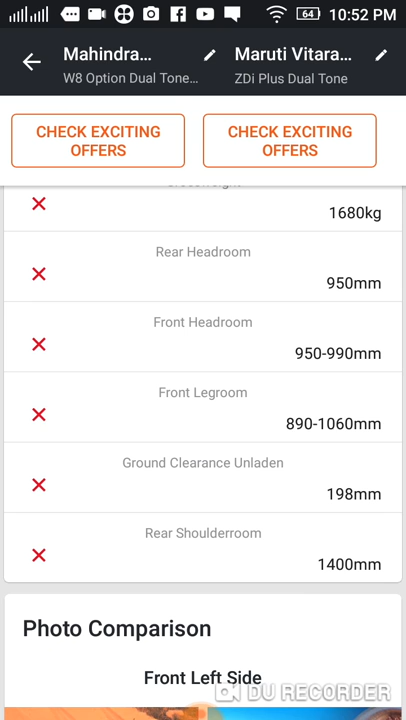 64 10:52 PM
Mahindra... Maruti Vitara...
W8 Option Dual Tone... ZDi Plus Dual Tone
CHECK EXCITING OFFERS CHECK EXCITING OFFERS
1680kg
Rear Headroom
950mm
Front Headroom
950-990mm
Front Legroom
890-1060mm
Ground Clearance Unladen
198mm
Rear Shoulderroom
1400mm
Photo Comparison
Front Left Side
DU RECORDER